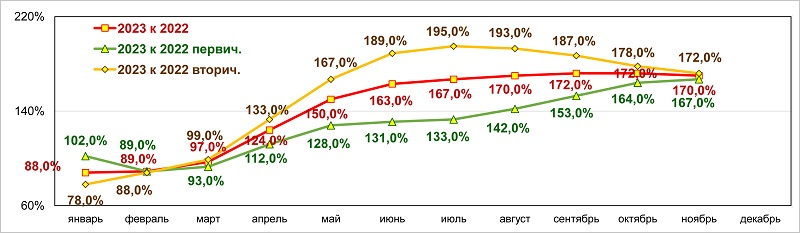 220%
2023 к 2022
2023 к 2022 первич.
2023 к 2022 вторич.
140%
60%
88,0% 89,0% 97,0% 124,0% 150,0% 163,0% 167,0% 170,0% 172,0% 172,0% 170,0%
102,0% 89,0% 93,0% 112,0% 128,0% 131,0% 133,0% 142,0% 153,0% 164,0% 167,0%
78,0% 88,0% 99,0% 133,0% 167,0% 189,0% 195,0% 193,0% 187,0% 178,0% 172,0%
январь февраль март апрель май июнь июль август сентябрь октябрь ноябрь декабрь